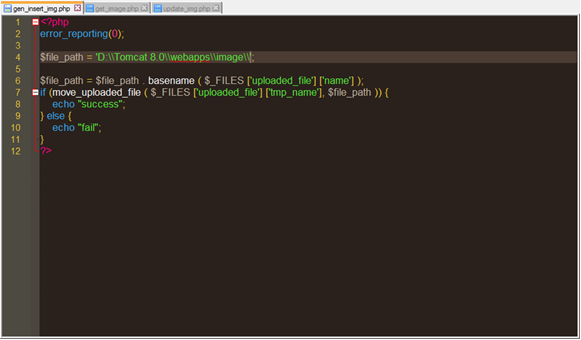 gen_insert_img.php get_image.php update_img.php
1 <?php
2 error_reporting(0);
3
4 $file_path = 'D:\\Tomcat 8.0\\webapps\\image\\';
5
6 $file_path = $file_path . basename ( $_FILES ['uploaded_file'] ['name'] );
7 if (move_uploaded_file ( $_FILES ['uploaded_file'] ['tmp_name'], $file_path )) {
8 echo "success";
9 } else {
10 echo "fail";
11 }
12 ?>